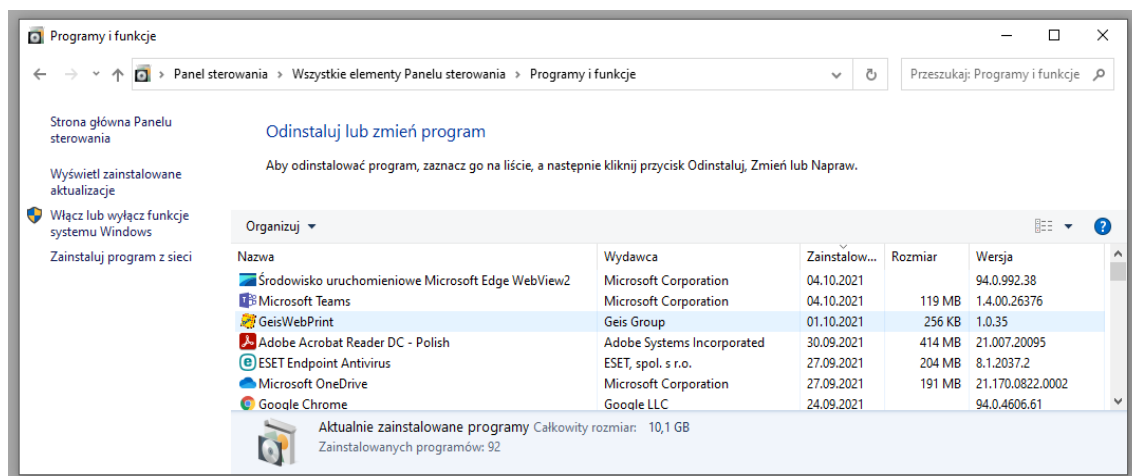 Programy i funkcje
Panel sterowania > Wszystkie elementy Panelu sterowania > Programy i funkcje
Przeszukaj: Programy i funkcje
Strona główna Panelu
sterowania
Wyświetl zainstalowane
aktualizacje
Włącz lub wyłącz funkcje
systemu Windows
Zainstaluj program z sieci
Odinstaluj lub zmień program
Aby odinstalować program, zaznacz go na liście, a następnie kliknij przycisk Odinstaluj, Zmień lub Napraw.
Organizuj
Nazwa Wydawca Zainstalow... Rozmiar Wersja
Środowisko uruchomieniowe Microsoft Edge WebView2 Microsoft Corporation 04.10.2021 94.0.992.38
Microsoft Teams Microsoft Corporation 04.10.2021 119 MB 1.4.00.26376
GeisWebPrint Geis Group 01.10.2021 256 KB 1.0.35
Adobe Acrobat Reader DC - Polish Adobe Systems Incorporated 30.09.2021 414 MB 21.007.20095
ESET Endpoint Antivirus ESET, spol. s r.o. 27.09.2021 204 MB 8.1.2037.2
Microsoft OneDrive Microsoft Corporation 27.09.2021 191 MB 21.170.0822.0002
Google Chrome Google LLC 24.09.2021 94.0.4606.61
Aktualnie zainstalowane programy Całkowity rozmiar: 10,1 GB
Zainstalowanych programów: 92